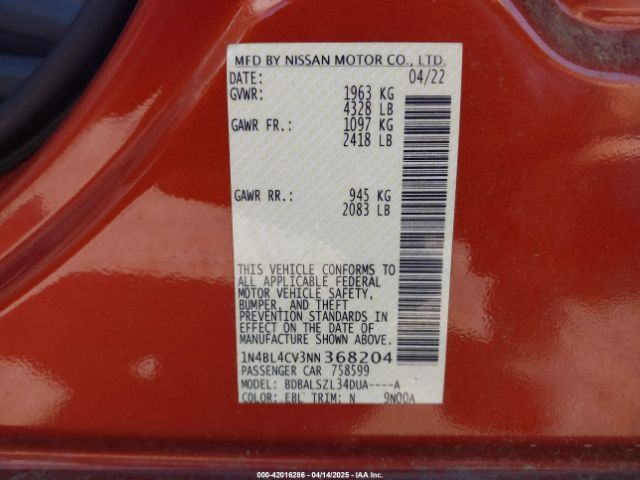 MFD BY NISSAN MOTOR CO., LTD.
DATE: 04/22
GVWR: 1963 KG
4328 LB
GAWR FR.: 1097 KG
2418 LB
GAWR RR.: 945 KG
2083 LB
THIS VEHICLE CONFORMS TO
ALL APPLICABLE FEDERAL
MOTOR VEHICLE SAFETY,
BUMPER, AND THEFT
PREVENTION STANDARDS IN
EFFECT ON THE DATE OF
MANUFACTURE SHOWN ABOVE.
1N4BL4CV3NN368204
PASSENGER CAR 758599
MODEL: BDBALSZL34DUA----A
COLOR: EBL TRIM: N 9N00A
000-42016286 - 04/14/2025 - IAA Inc.